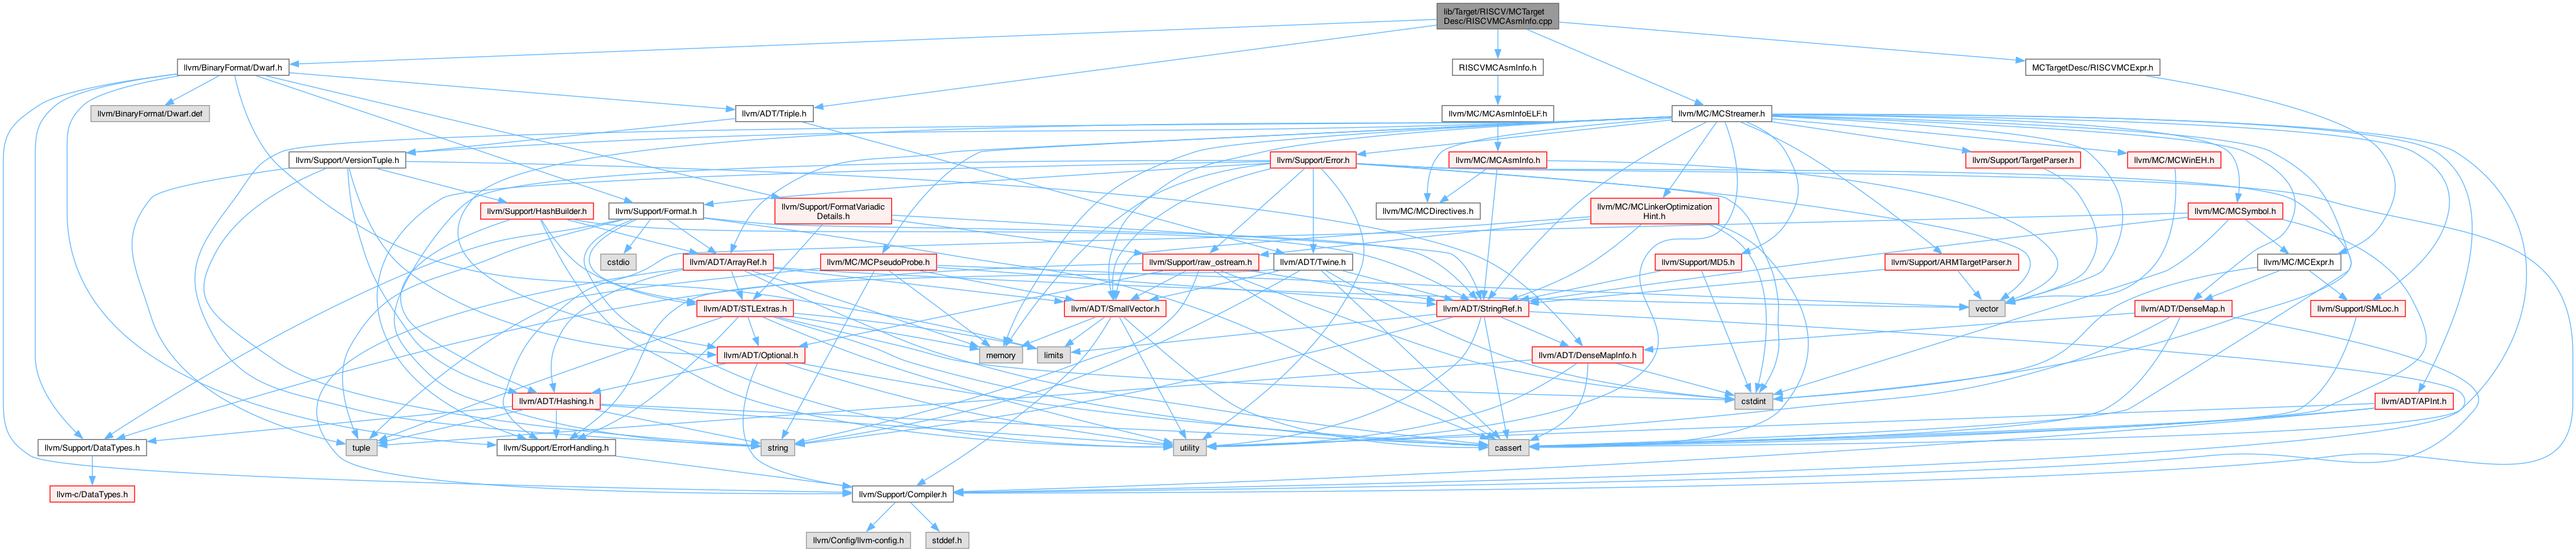 lib/Target/RISCV/MCTarget
Desc/RISCVMCAsmInfo.cpp
llvm/BinaryFormat/Dwarf.h
RISCVMCAsmInfo.h
MCTargetDesc/RISCVMCExpr.h
llvm/BinaryFormat/Dwarf.def
llvm/ADT/Triple.h
llvm/MC/MCAsmInfoELF.h
llvm/MC/MCStreamer.h
llvm/Support/VersionTuple.h
llvm/Support/Error.h
llvm/MC/MCAsmInfo.h
llvm/Support/TargetParser.h
llvm/MC/MCWinEH.h
llvm/Support/HashBuilder.h
llvm/Support/Format.h
llvm/Support/FormatVariadic
Details.h
llvm/MC/MCDirectives.h
llvm/MC/MCLinkerOptimization
Hint.h
llvm/MC/MCSymbol.h
cstdio
llvm/ADT/ArrayRef.h
llvm/MC/MCPseudoProbe.h
llvm/Support/raw_ostream.h
llvm/ADT/Twine.h
llvm/Support/MD5.h
llvm/Support/ARMTargetParser.h
llvm/MC/MCExpr.h
llvm/ADT/STLExtras.h
llvm/ADT/SmallVector.h
llvm/ADT/StringRef.h
vector
llvm/ADT/DenseMap.h
llvm/Support/SMLoc.h
llvm/ADT/Optional.h
memory
limits
llvm/ADT/DenseMapInfo.h
llvm/ADT/Hashing.h
cstdint
llvm/ADT/APInt.h
llvm/Support/DataTypes.h
tuple
llvm/Support/ErrorHandling.h
string
utility
cassert
llvm-c/DataTypes.h
llvm/Support/Compiler.h
llvm/Config/llvm-config.h
stddef.h